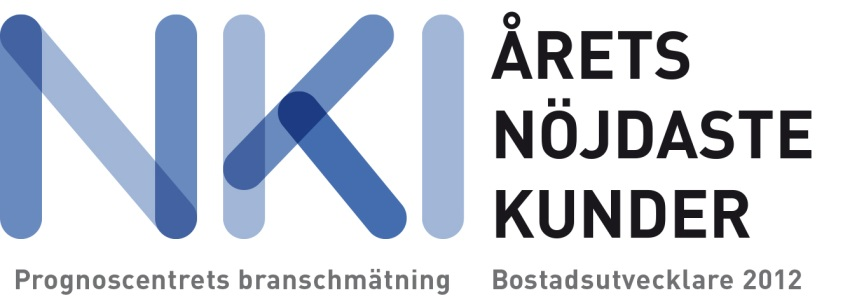 NKI
ÅRETS
NÖJDASTE
KUNDER
Prognoscentrets branschmätning
Bostadsutvecklare 2012